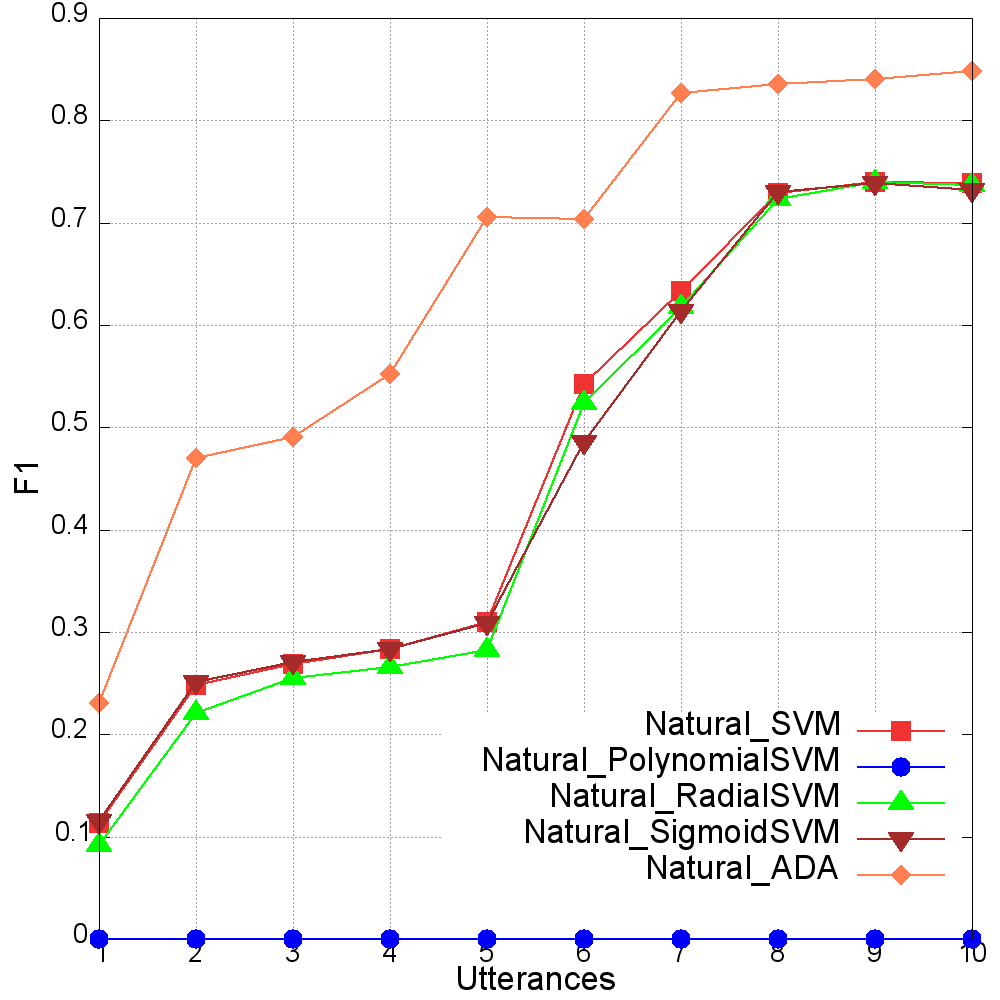 0.9
0.8
0.7
0.6
0.5
0.4
0.3
0.2
0.1
0
F1
1 2 3 4 5 6 7 8 9 10
Utterances
Natural_SVM
Natural_PolynomialSVM
Natural_RadialSVM
Natural_SigmoidSVM
Natural_ADA